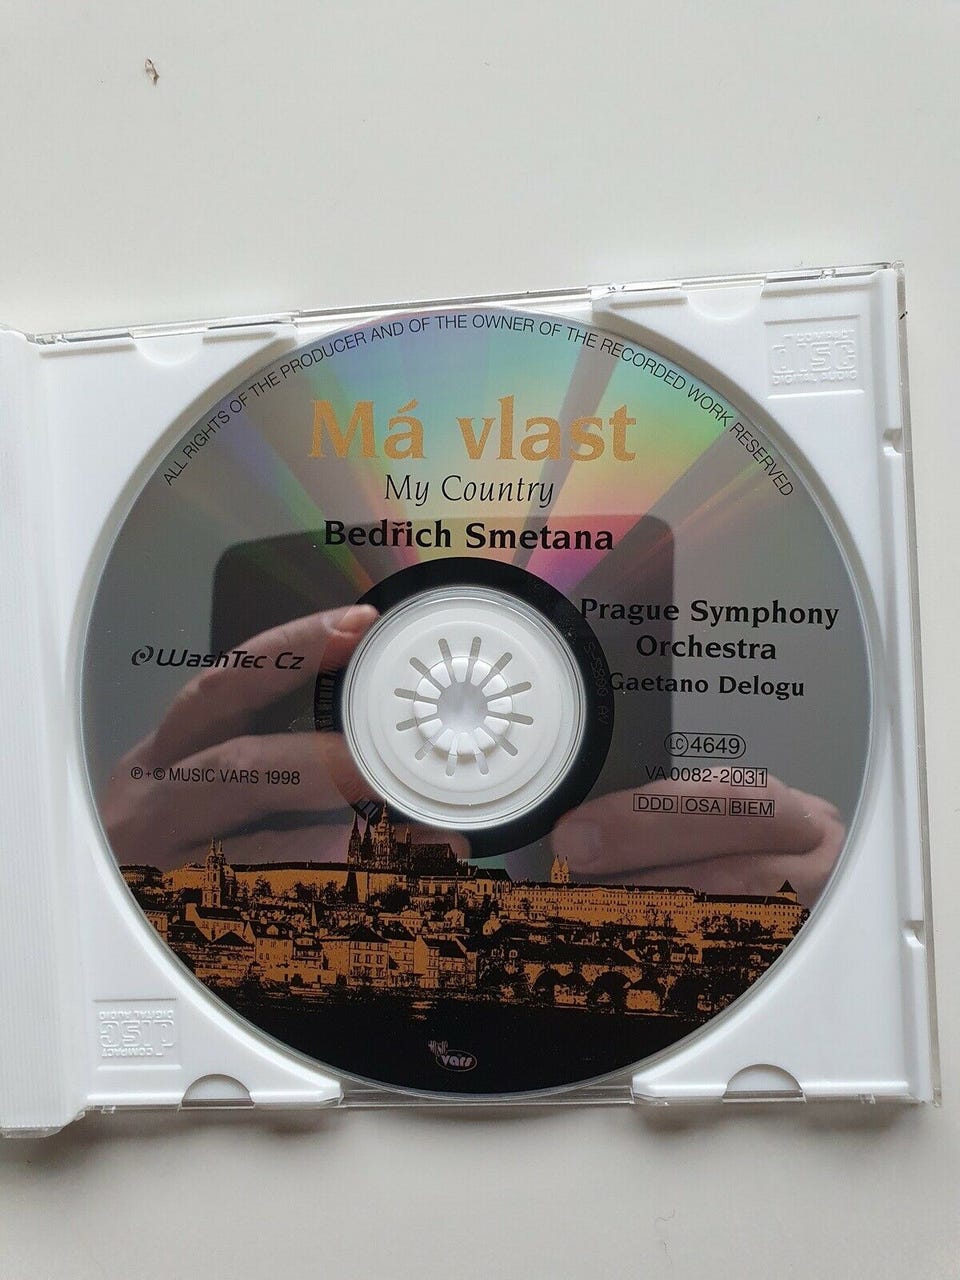 ALL RIGHTS OF THE PRODUCER AND OF THE OWNER OF THE RECORDED WORK RESERVED
COMPACT
disc
DIGITAL AUDIO
Má vlast
My Country
Bedřich Smetana
Prague Symphony
Orchestra
Gaetano Delogu
WashTec Cz
LC 4649
℗+© MUSIC VARS 1998
VA 0082-2 031
DDD OSA BIEM
COMPACT
disc
DIGITAL AUDIO
MUSIC
vars